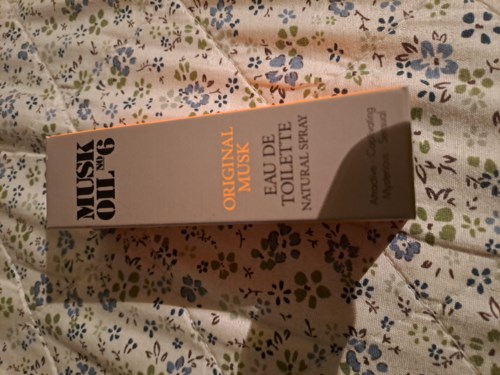 MUSK
OIL No 6
ORIGINAL
MUSK
EAU DE
TOILETTE
NATURAL SPRAY